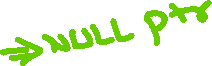 → NULL ptr